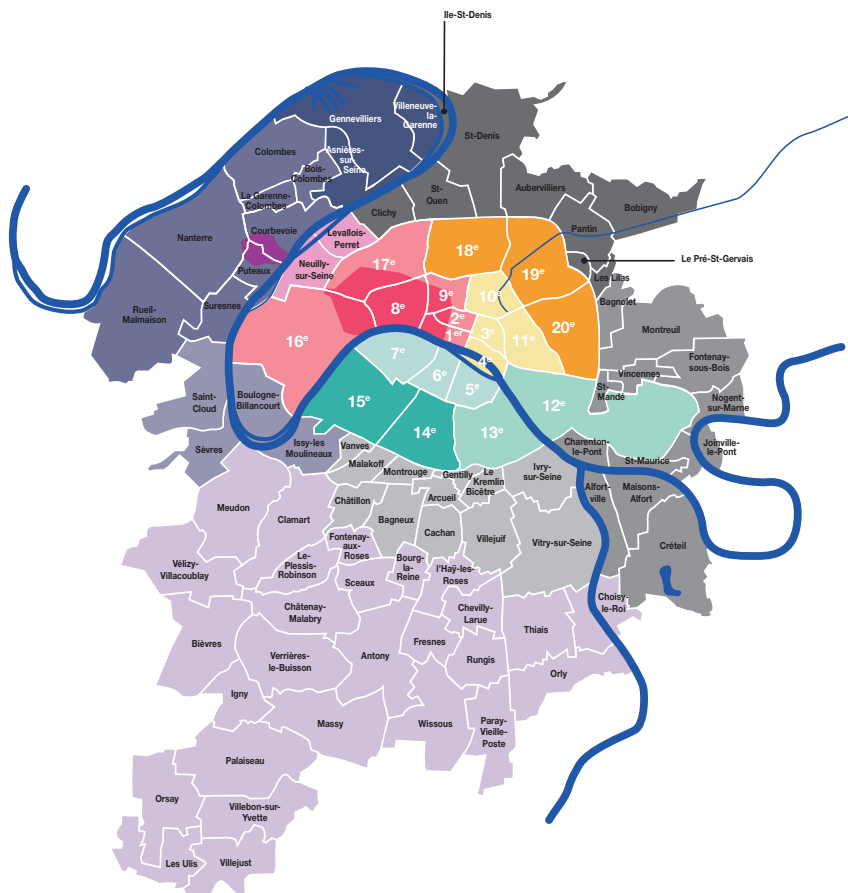 Ile-St-Denis
Villeneuve-
la-
Garenne
Gennevilliers
St-Denis
Asnières-
sur-
Seine
Colombes
Bois-
Colombes
La Garenne-
Colombes
St-
Ouen
Aubervilliers
Bobigny
Clichy
Pantin
Courbevoie
Levallois-
Perret
Nanterre
Puteaux
Neuilly-
sur-Seine
17e
18e
19e
Le Pré-St-Gervais
Les Lilas
Bagnolet
Rueil-
Malmaison
Suresnes
8e
9e
10e
2e
1er
3e
11e
20e
Montreuil
16e
4e
7e
6e
5e
Fontenay-
sous-Bois
Vincennes
St-
Mandé
Nogent-
sur-Marne
Saint-
Cloud
Boulogne-
Billancourt
15e
12e
14e
13e
Sèvres
Issy-les
Moulineaux
Vanves
Malakoff
Montrouge
Gentilly
Le
Kremlin
Bicêtre
Ivry-
sur-Seine
Charenton-
le-Pont
St-Maurice
Joinville-
le-Pont
Meudon
Clamart
Châtillon
Bagneux
Arcueil
Cachan
Villejuif
Vitry-sur-Seine
Alfort-
ville
Maisons-
Alfort
Créteil
Vélizy-
Villacoublay
Le-
Plessis-
Robinson
Fontenay-
aux-
Roses
Sceaux
Bourg-
la-
Reine
l'Haÿ-les-
Roses
Châtenay-
Malabry
Chevilly-
Larue
Thiais
Choisy-
le-Roi
Bièvres
Verrières-
le-Buisson
Antony
Fresnes
Rungis
Orly
Igny
Massy
Wissous
Paray-
Vieille-
Poste
Palaiseau
Orsay
Villebon-sur-
Yvette
Les Ulis
Villejust